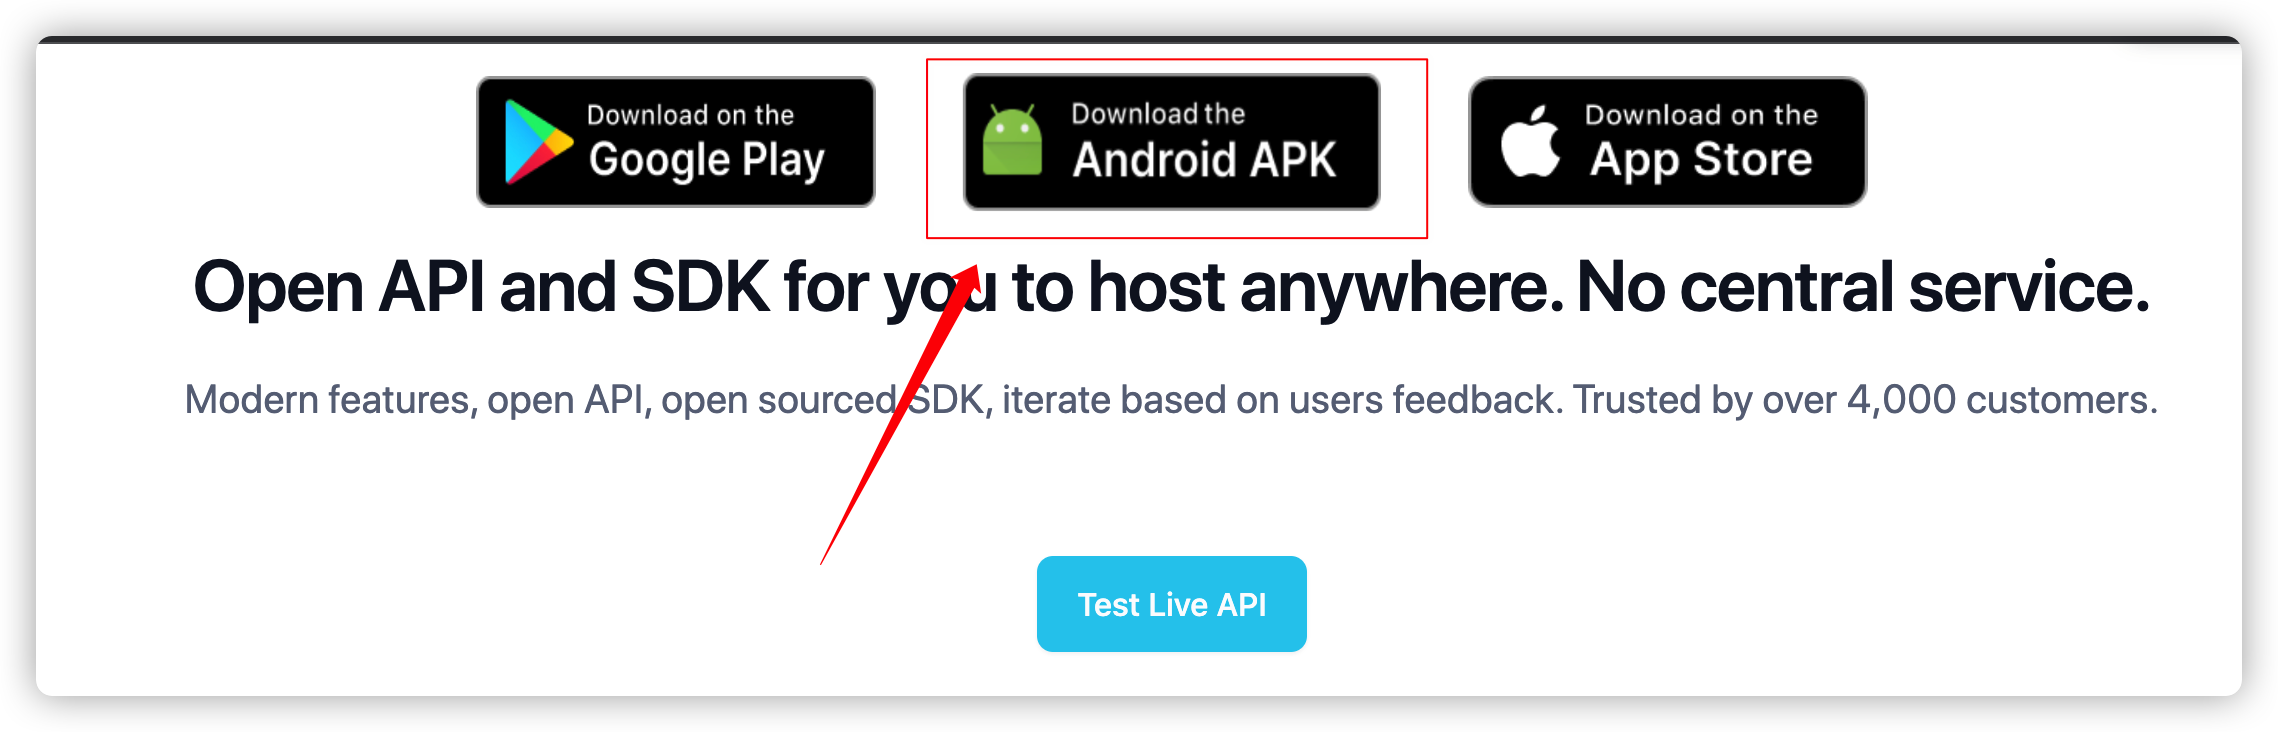 Download on the
Google Play
Download the
Android APK
Download on the
App Store
Open API and SDK for you to host anywhere. No central service.
Modern features, open API, open sourced SDK, iterate based on users feedback. Trusted by over 4,000 customers.
Test Live API